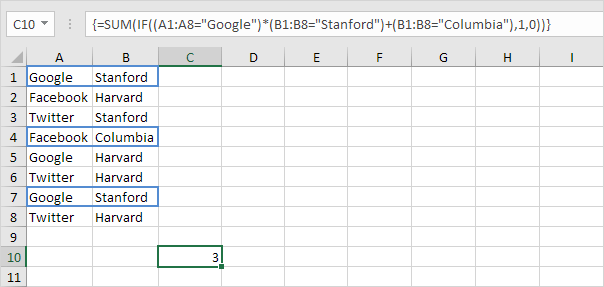 C10 {=SUM(IF((A1:A8="Google")*(B1:B8="Stanford")+(B1:B8="Columbia"),1,0))}
A B C D E F G H I
1 Google Stanford
2 Facebook Harvard
3 Twitter Stanford
4 Facebook Columbia
5 Google Harvard
6 Twitter Harvard
7 Google Stanford
8 Twitter Harvard
9
10 3
11